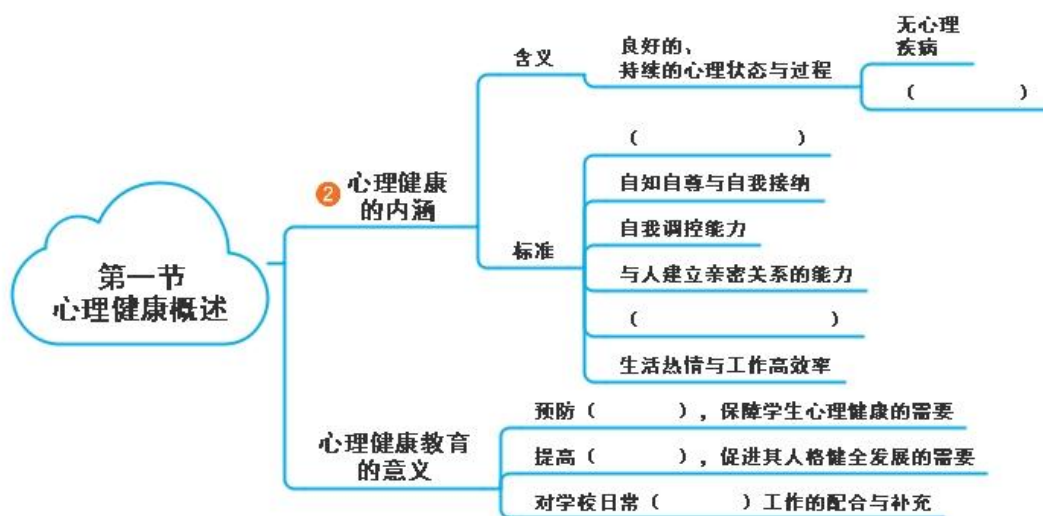 第一节
心理健康概述
2 心理健康
的内涵
含义
良好的、
持续的心理状态与过程
无心理
疾病
（ ）
标准
（ ）
自知自尊与自我接纳
自我调控能力
与人建立亲密关系的能力
（ ）
生活热情与工作高效率
心理健康教育
的意义
预防（ ），保障学生心理健康的需要
提高（ ），促进其人格健全发展的需要
对学校日常（ ）工作的配合与补充